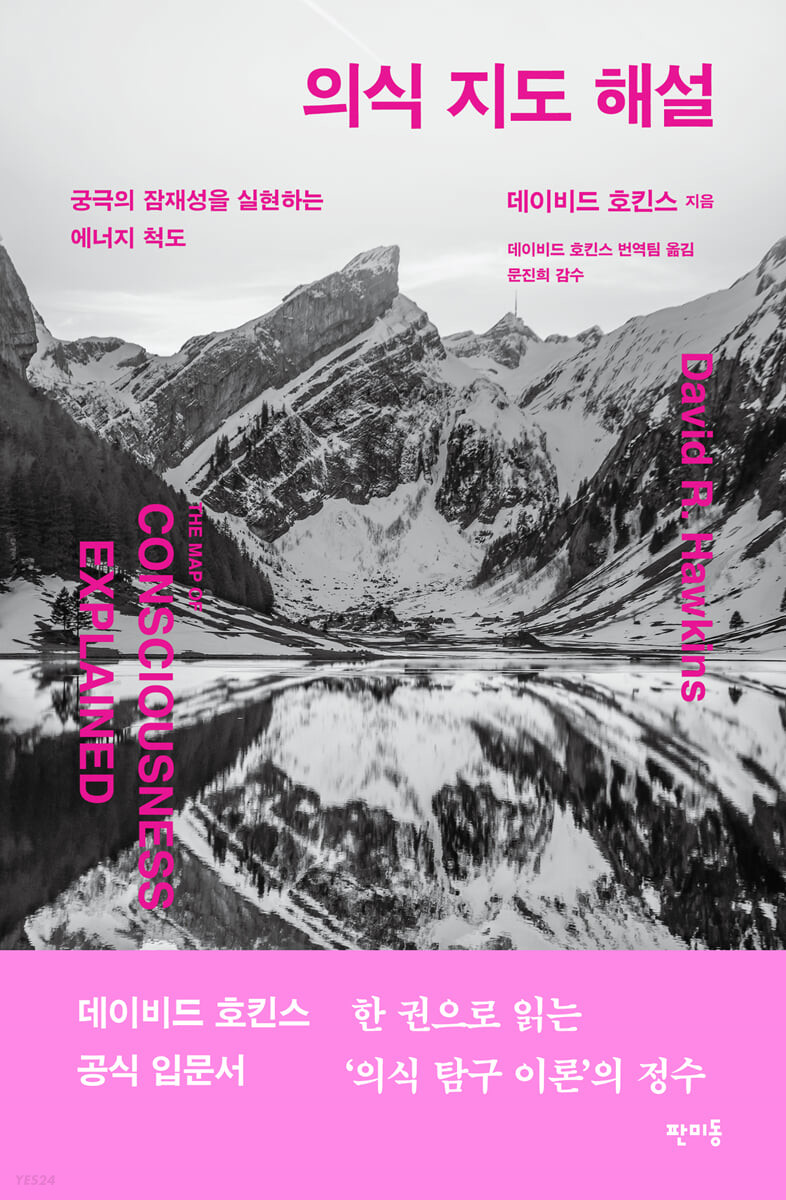 의식 지도 해설
궁극의 잠재성을 실현하는
에너지 척도
데이비드 호킨스 지음
데이비드 호킨스 번역팀 옮김
문진희 감수
David R. Hawkins
THE MAP OF
CONSCIOUSNESS
EXPLAINED
데이비드 호킨스
공식 입문서
한 권으로 읽는
‘의식 탐구 이론’의 정수
판미동
YES24